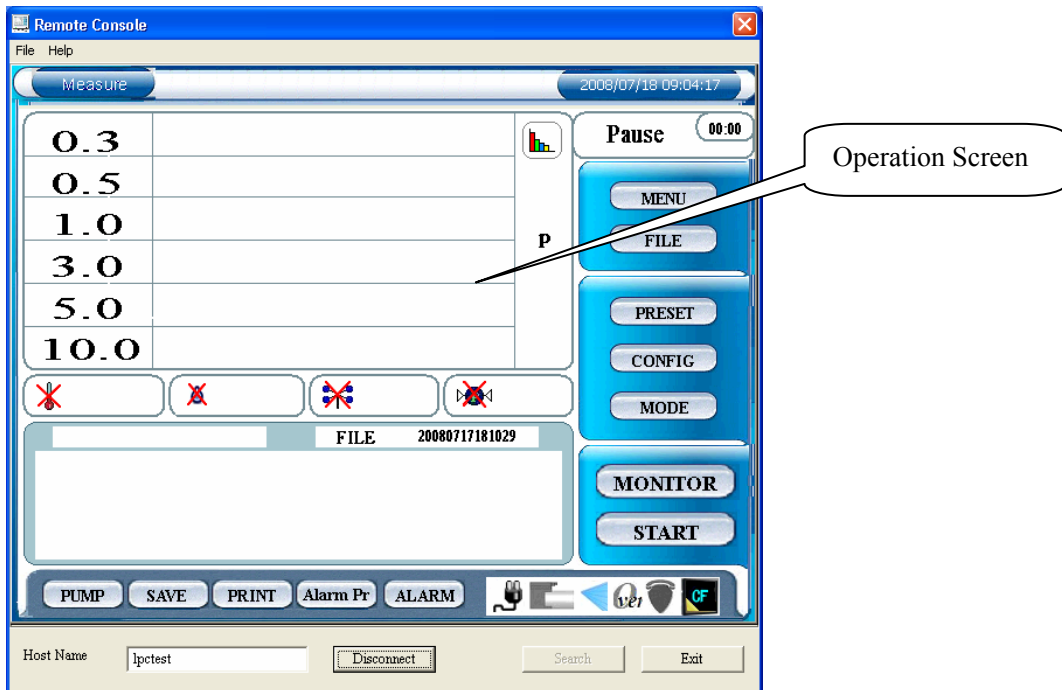 Remote Console
File Help
Measure
2008/07/18 09:04:17
0.3
0.5
1.0
3.0
5.0
10.0
P
Pause
00:00
Operation Screen
MENU
FILE
PRESET
CONFIG
MODE
FILE 20080717181029
MONITOR
START
PUMP SAVE PRINT Alarm Pr ALARM
Over
CF
Host Name lpctest Disconnect Search Exit